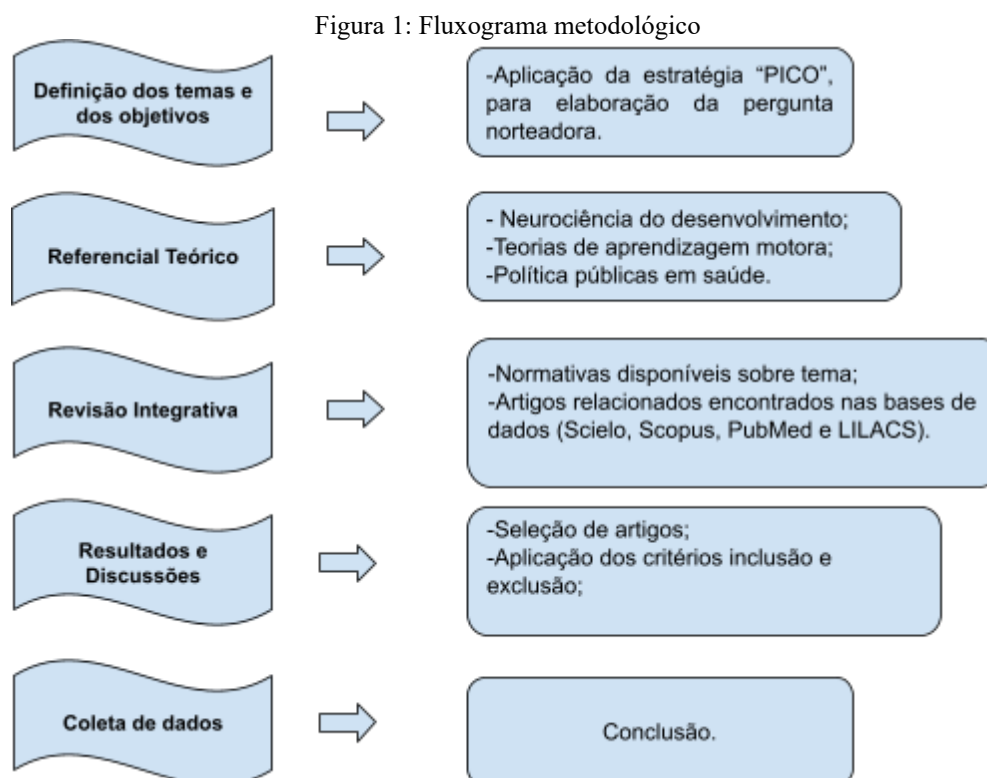 Figura 1: Fluxograma metodológico
Definição dos temas e
dos objetivos
-Aplicação da estratégia “PICO”,
para elaboração da pergunta
norteadora.
Referencial Teórico
- Neurociência do desenvolvimento;
-Teorias de aprendizagem motora;
-Política públicas em saúde.
Revisão Integrativa
-Normativas disponíveis sobre tema;
-Artigos relacionados encontrados nas bases de
dados (Scielo, Scopus, PubMed e LILACS).
Resultados e
Discussões
-Seleção de artigos;
-Aplicação dos critérios inclusão e
exclusão;
Coleta de dados
Conclusão.